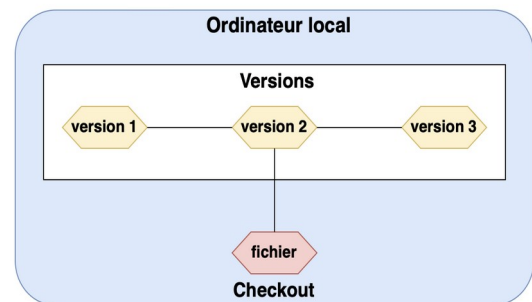 Ordinateur local
Versions
version 1 version 2 version 3
fichier
Checkout